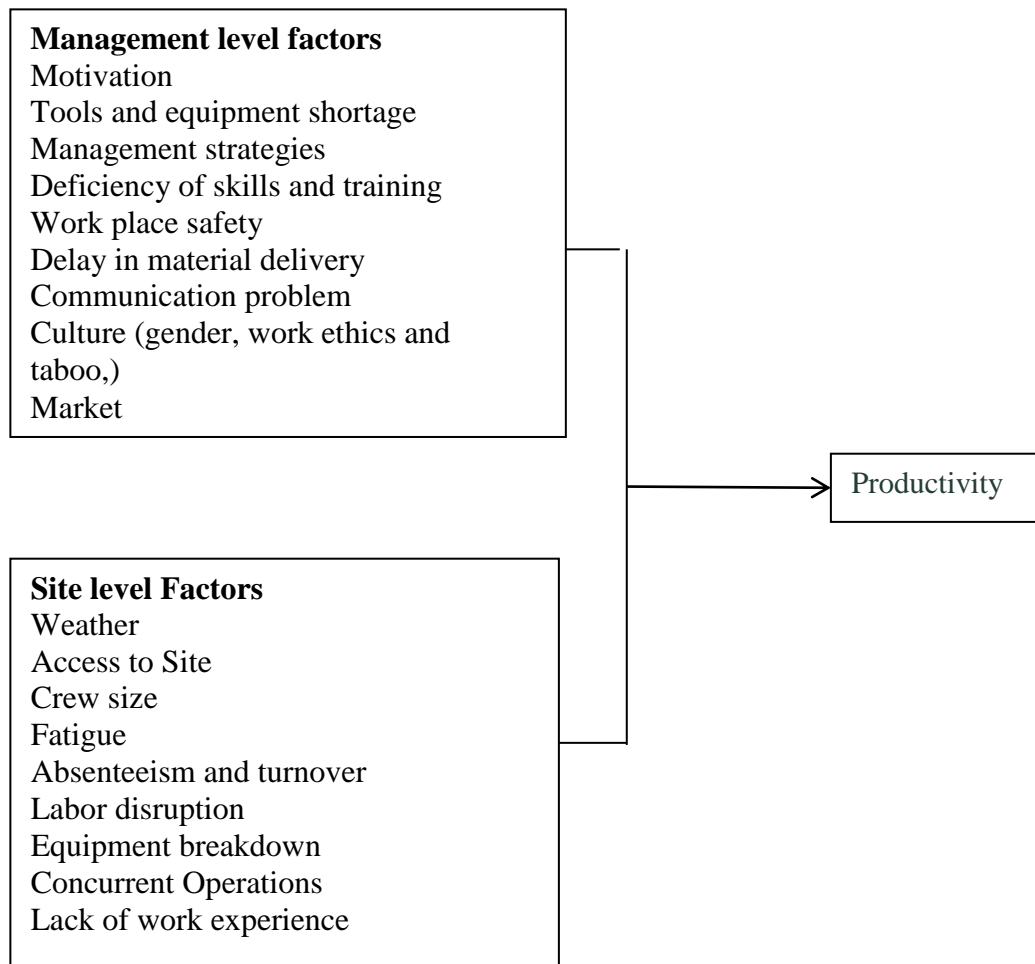 Management level factors
Motivation
Tools and equipment shortage
Management strategies
Deficiency of skills and training
Work place safety
Delay in material delivery
Communication problem
Culture (gender, work ethics and
taboo,)
Market
Productivity
Site level Factors
Weather
Access to Site
Crew size
Fatigue
Absenteeism and turnover
Labor disruption
Equipment breakdown
Concurrent Operations
Lack of work experience